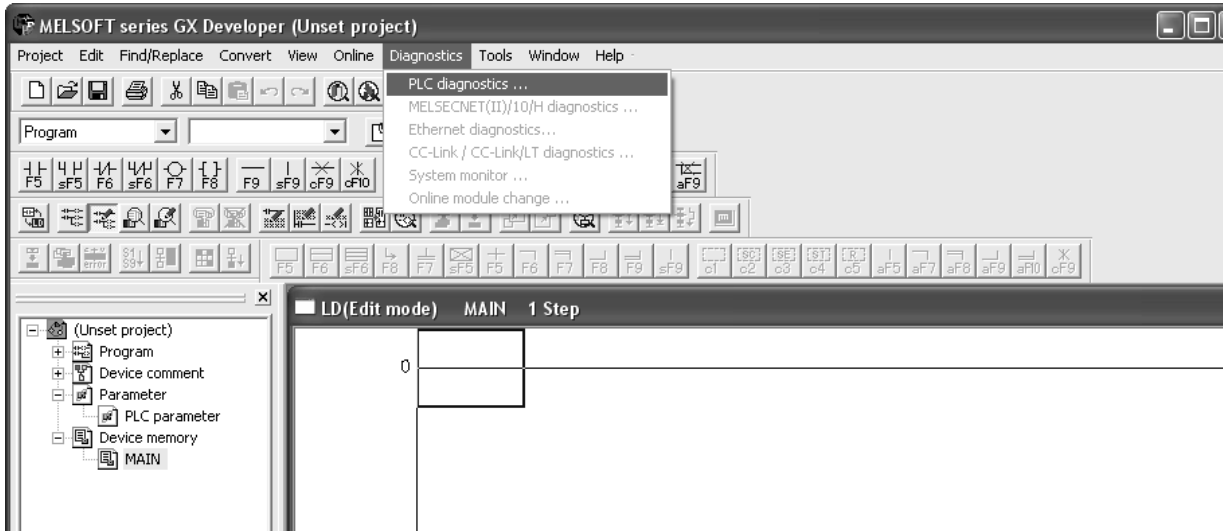 MELSOFT series GX Developer (Unset project)
Project Edit Find/Replace Convert View Online Diagnostics Tools Window Help
PLC diagnostics ...
MELSECNET(II)/10/H diagnostics ...
Ethernet diagnostics...
CC-Link / CC-Link/LT diagnostics ...
System monitor ...
Online module change ...
Program
F5 sF5 F6 sF6 F7 F8 F9 sF9 cF9 cF10 aF9
error S9
F5 F6 sF6 F8 F7 sF5 F5 F6 F7 F8 F9 sF9 c1 c2 c3 c4 c5 aF5 aF7 aF8 aF9 aF10 cF9
LD(Edit mode) MAIN 1 Step
0
(Unset project)
Program
Device comment
Parameter
PLC parameter
Device memory
MAIN